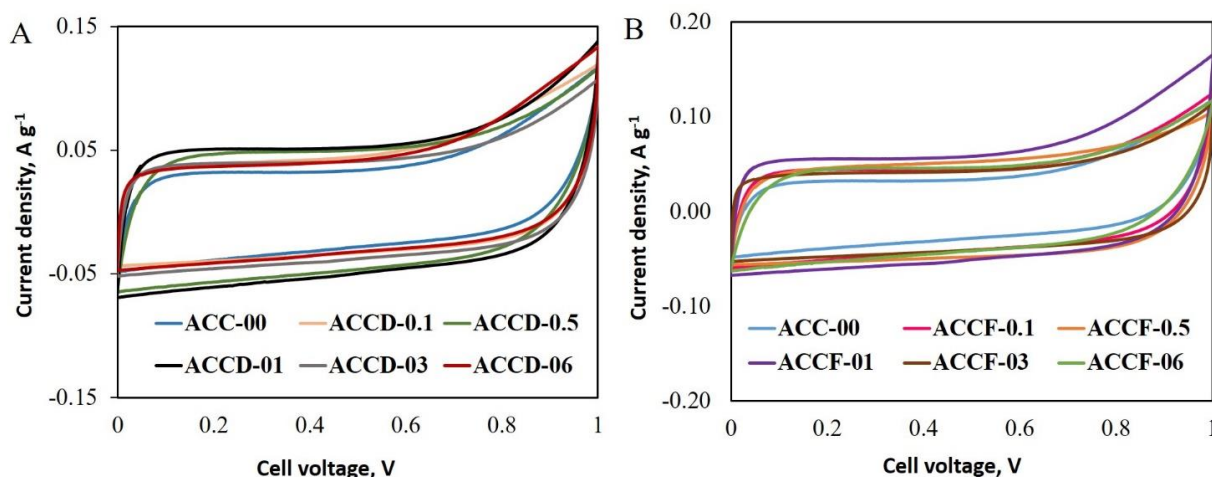 A
Current density, A g⁻¹
0.15
0.05
-0.05
-0.15
ACC-00 ACCD-0.1 ACCD-0.5
ACCD-01 ACCD-03 ACCD-06
0 0.2 0.4 0.6 0.8 1
Cell voltage, V
B
Current density, A g⁻¹
0.20
0.10
0.00
-0.10
-0.20
ACC-00 ACCF-0.1 ACCF-0.5
ACCF-01 ACCF-03 ACCF-06
0 0.2 0.4 0.6 0.8 1
Cell voltage, V